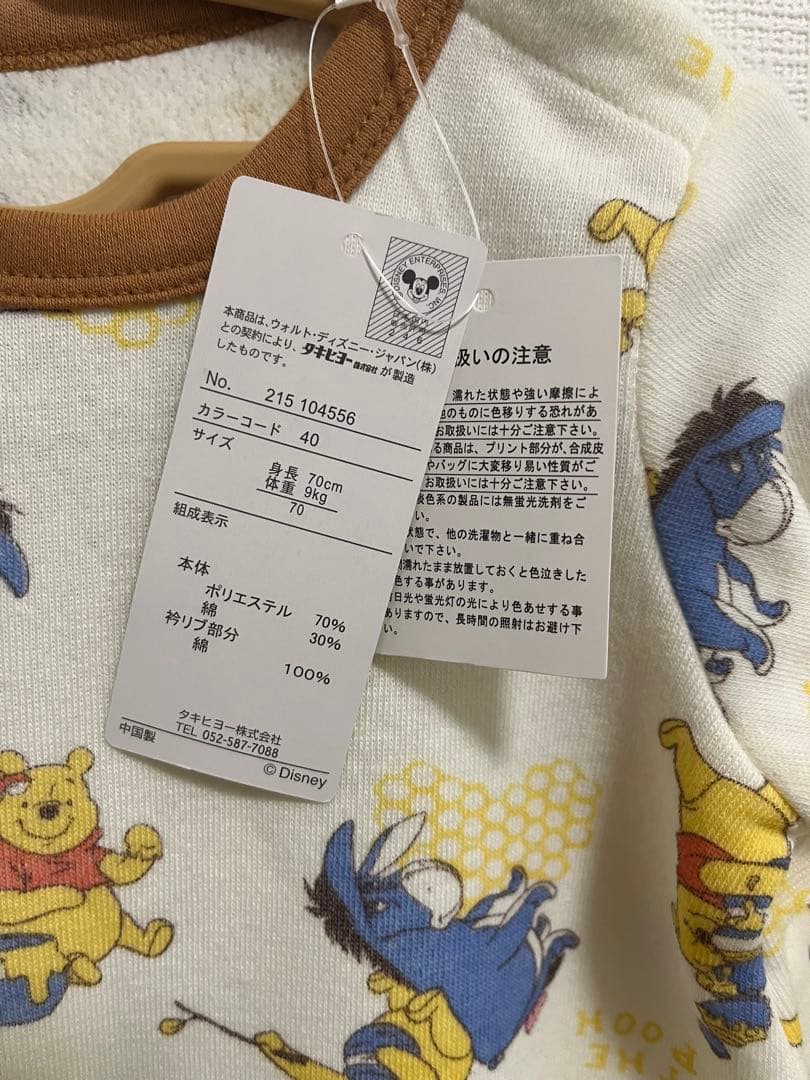 DISNEY ENTERPRISES INC.
本商品は、ウォルト・ディズニー・ジャパン(株)
との契約により、タキヒヨー株式会社が製造
したものです。
No. 215 104556
カラーコード 40
サイズ
身長 70cm
体重 9kg
70
組成表示
本体
ポリエステル 70%
綿 30%
衿リブ部分
綿 100%
タキヒヨー株式会社
TEL 052-587-7088
中国製
© Disney
扱いの注意
濡れた状態や強い摩擦によ
他のものに色移りする恐れがあ
お取扱いには十分ご注意下さい。
る商品は、プリント部分が、合成皮
やバッグに大変移り易い性質がご
お取扱いには十分ご注意下さい。
淡色系の製品には無蛍光洗剤をご
い。
状態で、他の洗濯物と一緒に重ね合
いで下さい。
間濡れたまま放置しておくと色泣きした
色する事があります。
日光や蛍光灯の光により色あせする事
ありますので、長時間の照射はお避け下
い。
THE
POOH